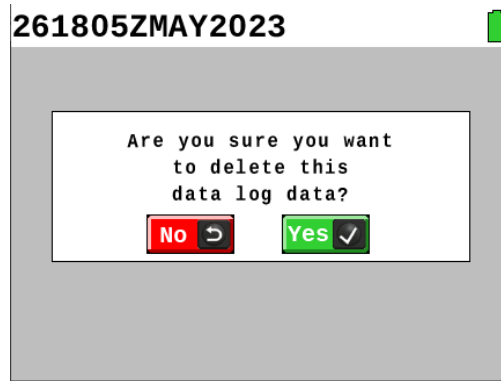 261805ZMAY2023
Are you sure you want
to delete this
data log data?
No Yes